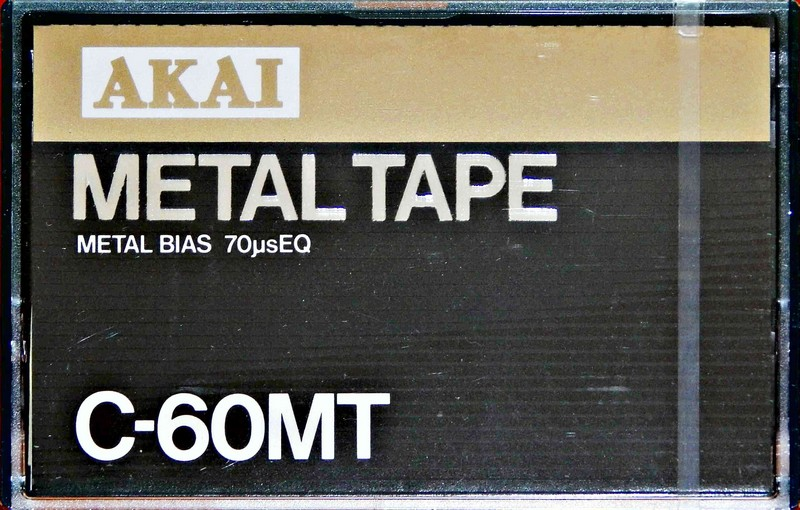 AKAI
METAL TAPE
METAL BIAS 70µsEQ
C-60MT